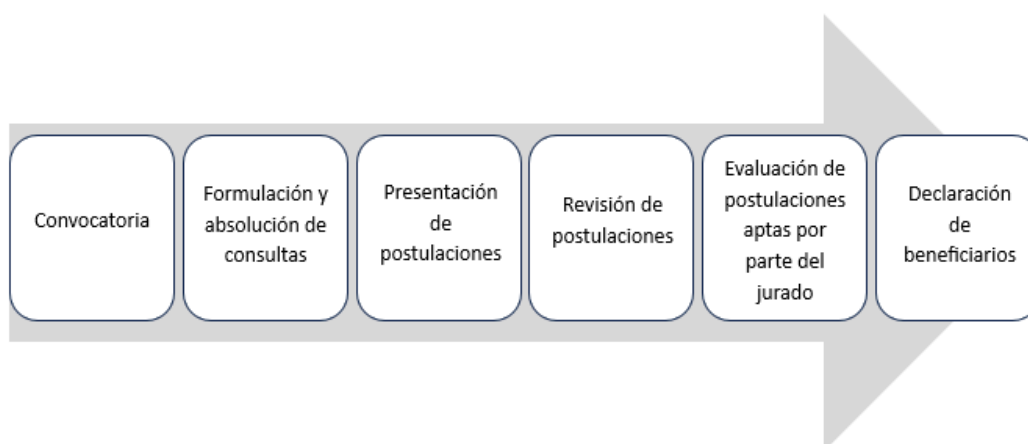 Convocatoria
Formulación y
absolución de
consultas
Presentación
de
postulaciones
Revisión de
postulaciones
Evaluación de
postulaciones
aptas por
parte del
jurado
Declaración
de
beneficiarios